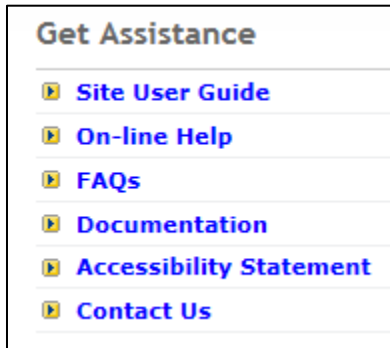 Get Assistance
Site User Guide
On-line Help
FAQs
Documentation
Accessibility Statement
Contact Us